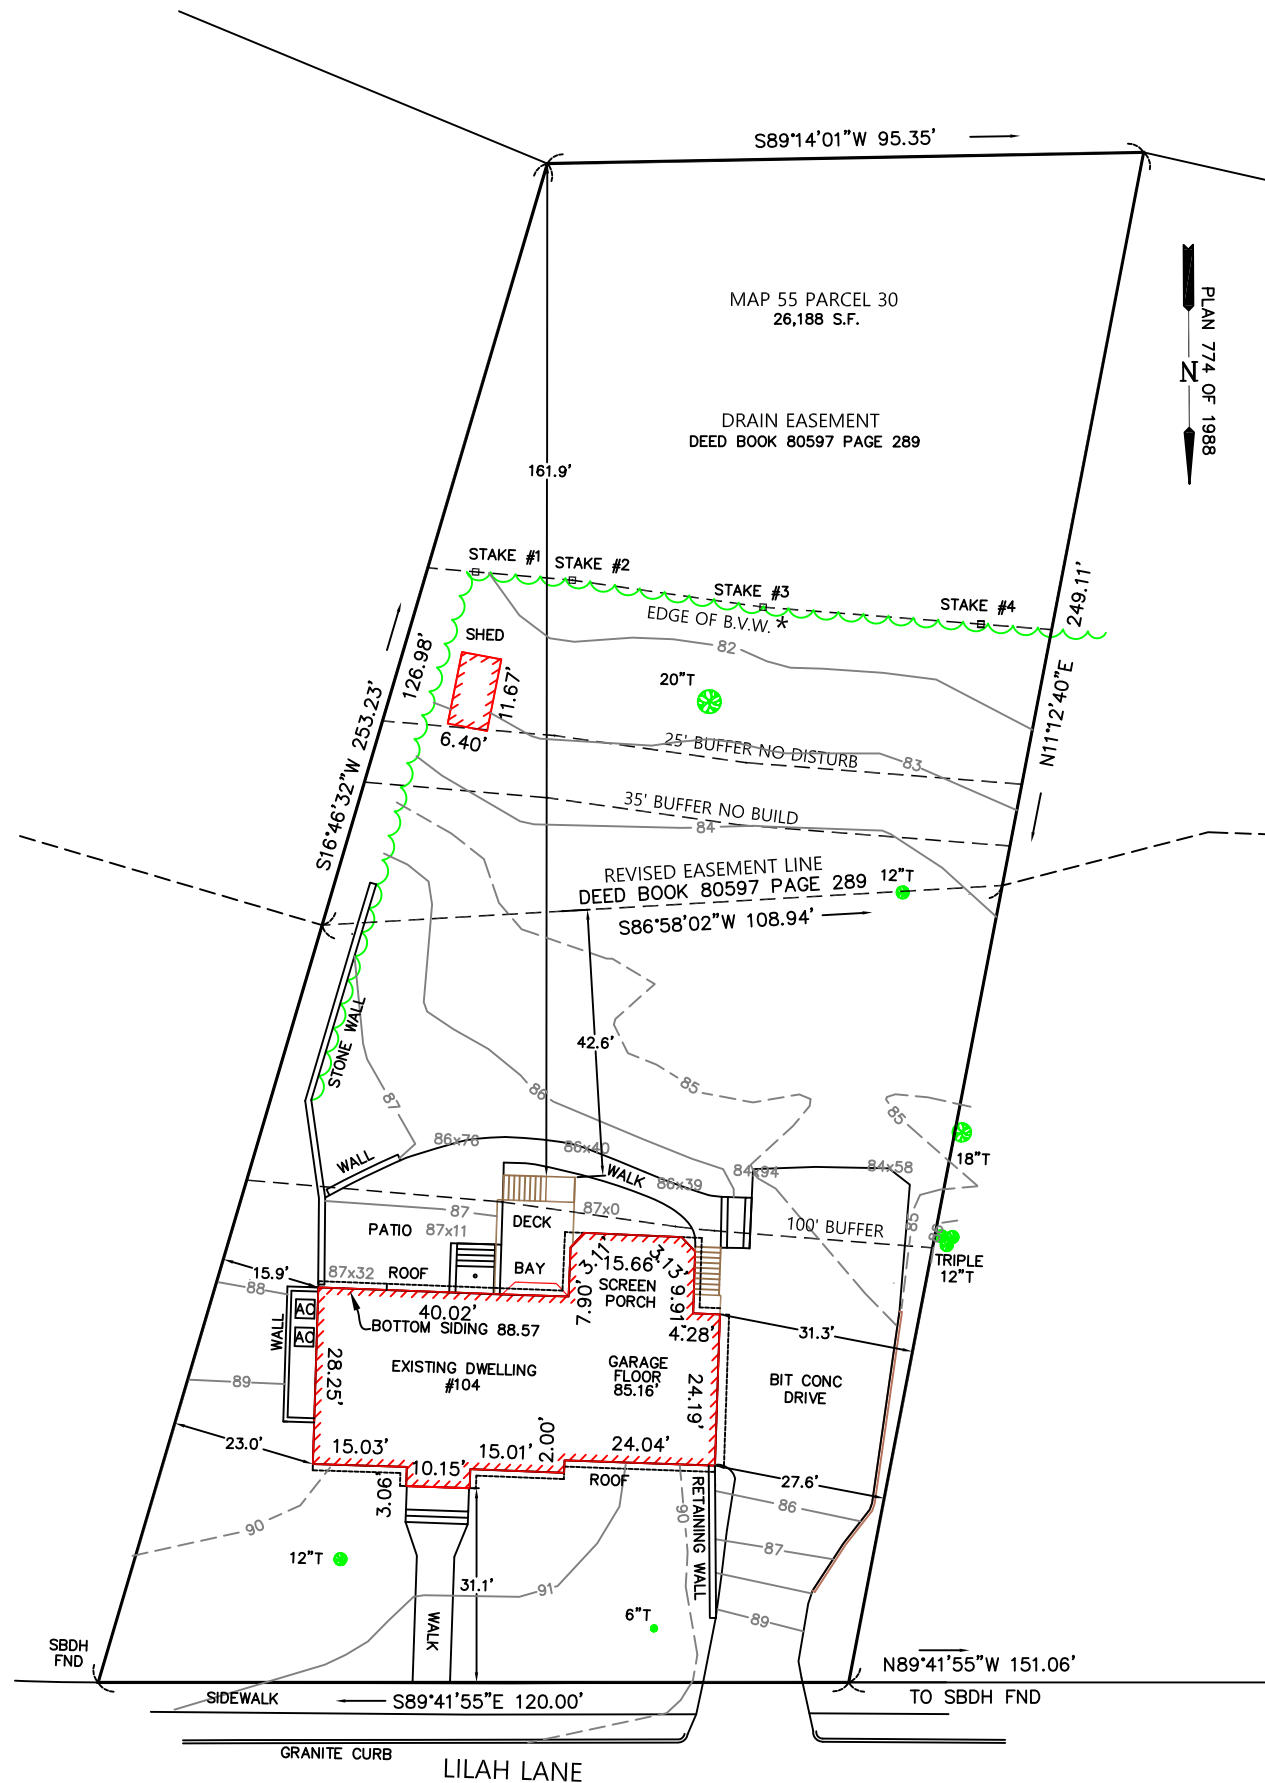 S89°14'01"W 95.35'
MAP 55 PARCEL 30
26,188 S.F.
PLAN 774 OF 1988
N
DRAIN EASEMENT
DEED BOOK 80597 PAGE 289
161.9'
STAKE #1
STAKE #2
STAKE #3
STAKE #4
EDGE OF B.V.W. *
249.11'
N11°12'40"E
SHED
82
126.98'
11.67'
6.40'
20"T
S16°46'32"W 253.23'
25' BUFFER NO DISTURB
83
35' BUFFER NO BUILD
84
REVISED EASEMENT LINE
DEED BOOK 80597 PAGE 289
12"T
S86°58'02"W 108.94'
STONE WALL
42.6'
87
86
85
85
18"T
WALL
86x76
86x40
WALK
86x39
84x94
84x58
87
87x0
PATIO
87x11
DECK
100' BUFFER
85
86
TRIPLE
12"T
15.9'
88
87x32
ROOF
BAY
3.11'
15.66'
3.13'
SCREEN
PORCH
7.90'
9.91'
4.28'
AC
AC
WALL
40.02'
BOTTOM SIDING 88.57
31.3'
28.25'
EXISTING DWELLING
#104
GARAGE
FLOOR
85.16'
24.19'
BIT CONC
DRIVE
89
23.0'
15.03'
10.15'
15.01'
2.00'
24.04'
3.06'
ROOF
27.6'
RETAINING WALL
86
90
90
87
12"T
31.1'
91
89
6"T
WALK
SBDH
FND
N89°41'55"W 151.06'
TO SBDH FND
SIDEWALK
S89°41'55"E 120.00'
GRANITE CURB
LILAH LANE